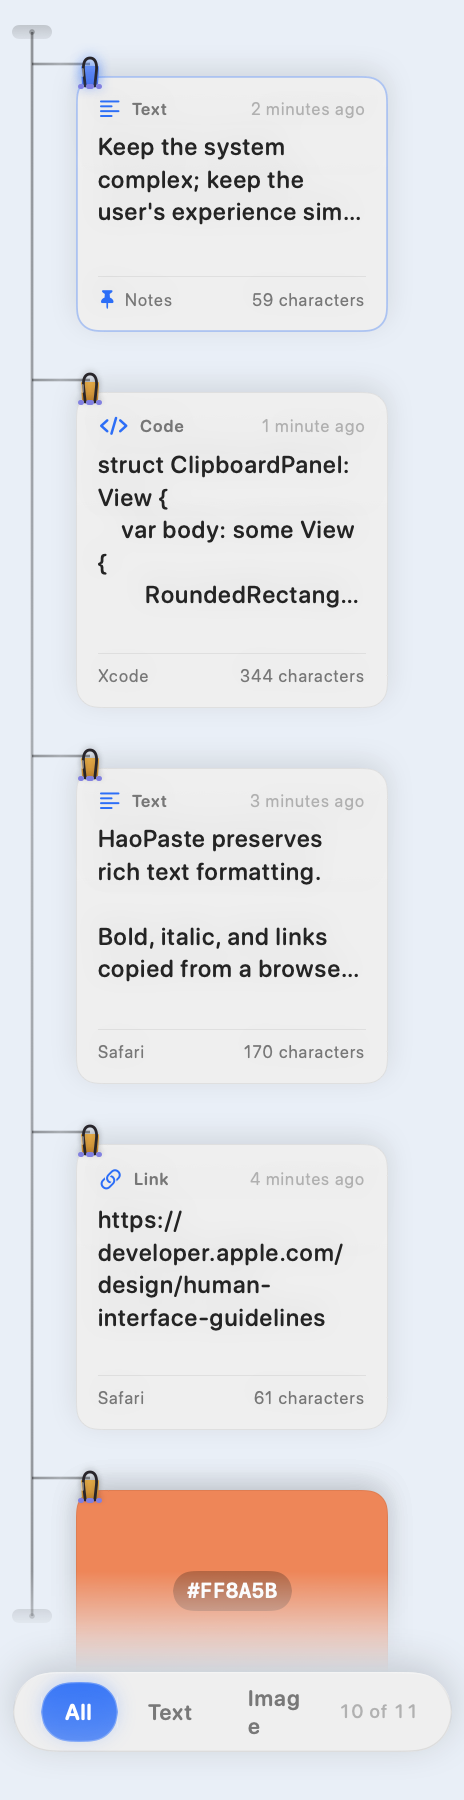 Text 2 minutes ago
Keep the system
complex; keep the
user's experience sim...
Notes 59 characters
Code 1 minute ago
struct ClipboardPanel:
View {
var body: some View
{
RoundedRectang...
Xcode 344 characters
Text 3 minutes ago
HaoPaste preserves
rich text formatting.
Bold, italic, and links
copied from a browse...
Safari 170 characters
Link 4 minutes ago
https://
developer.apple.com/
design/human-
interface-guidelines
Safari 61 characters
#FF8A5B
All Text Imag
e 10 of 11